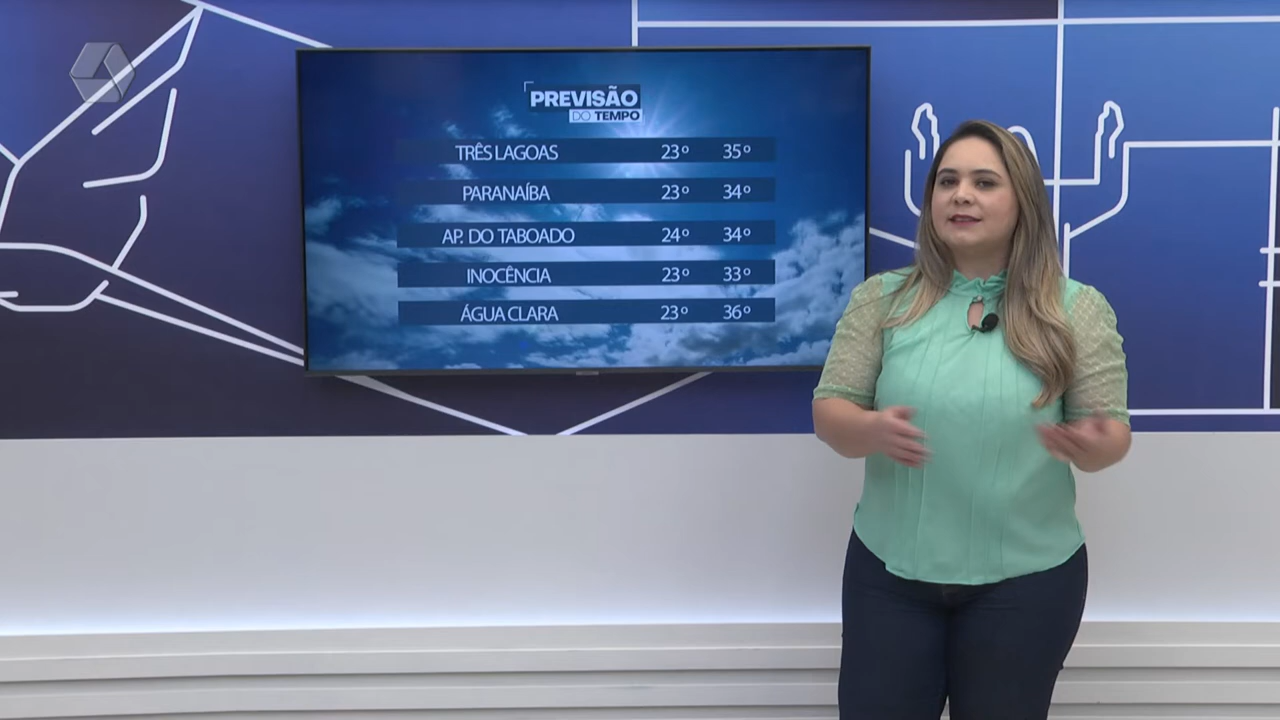 PREVISÃO
DO TEMPO
TRÊS LAGOAS 23º 35º
PARANAÍBA 23º 34º
AP. DO TABOADO 24º 34º
INOCÊNCIA 23º 33º
ÁGUA CLARA 23º 36º